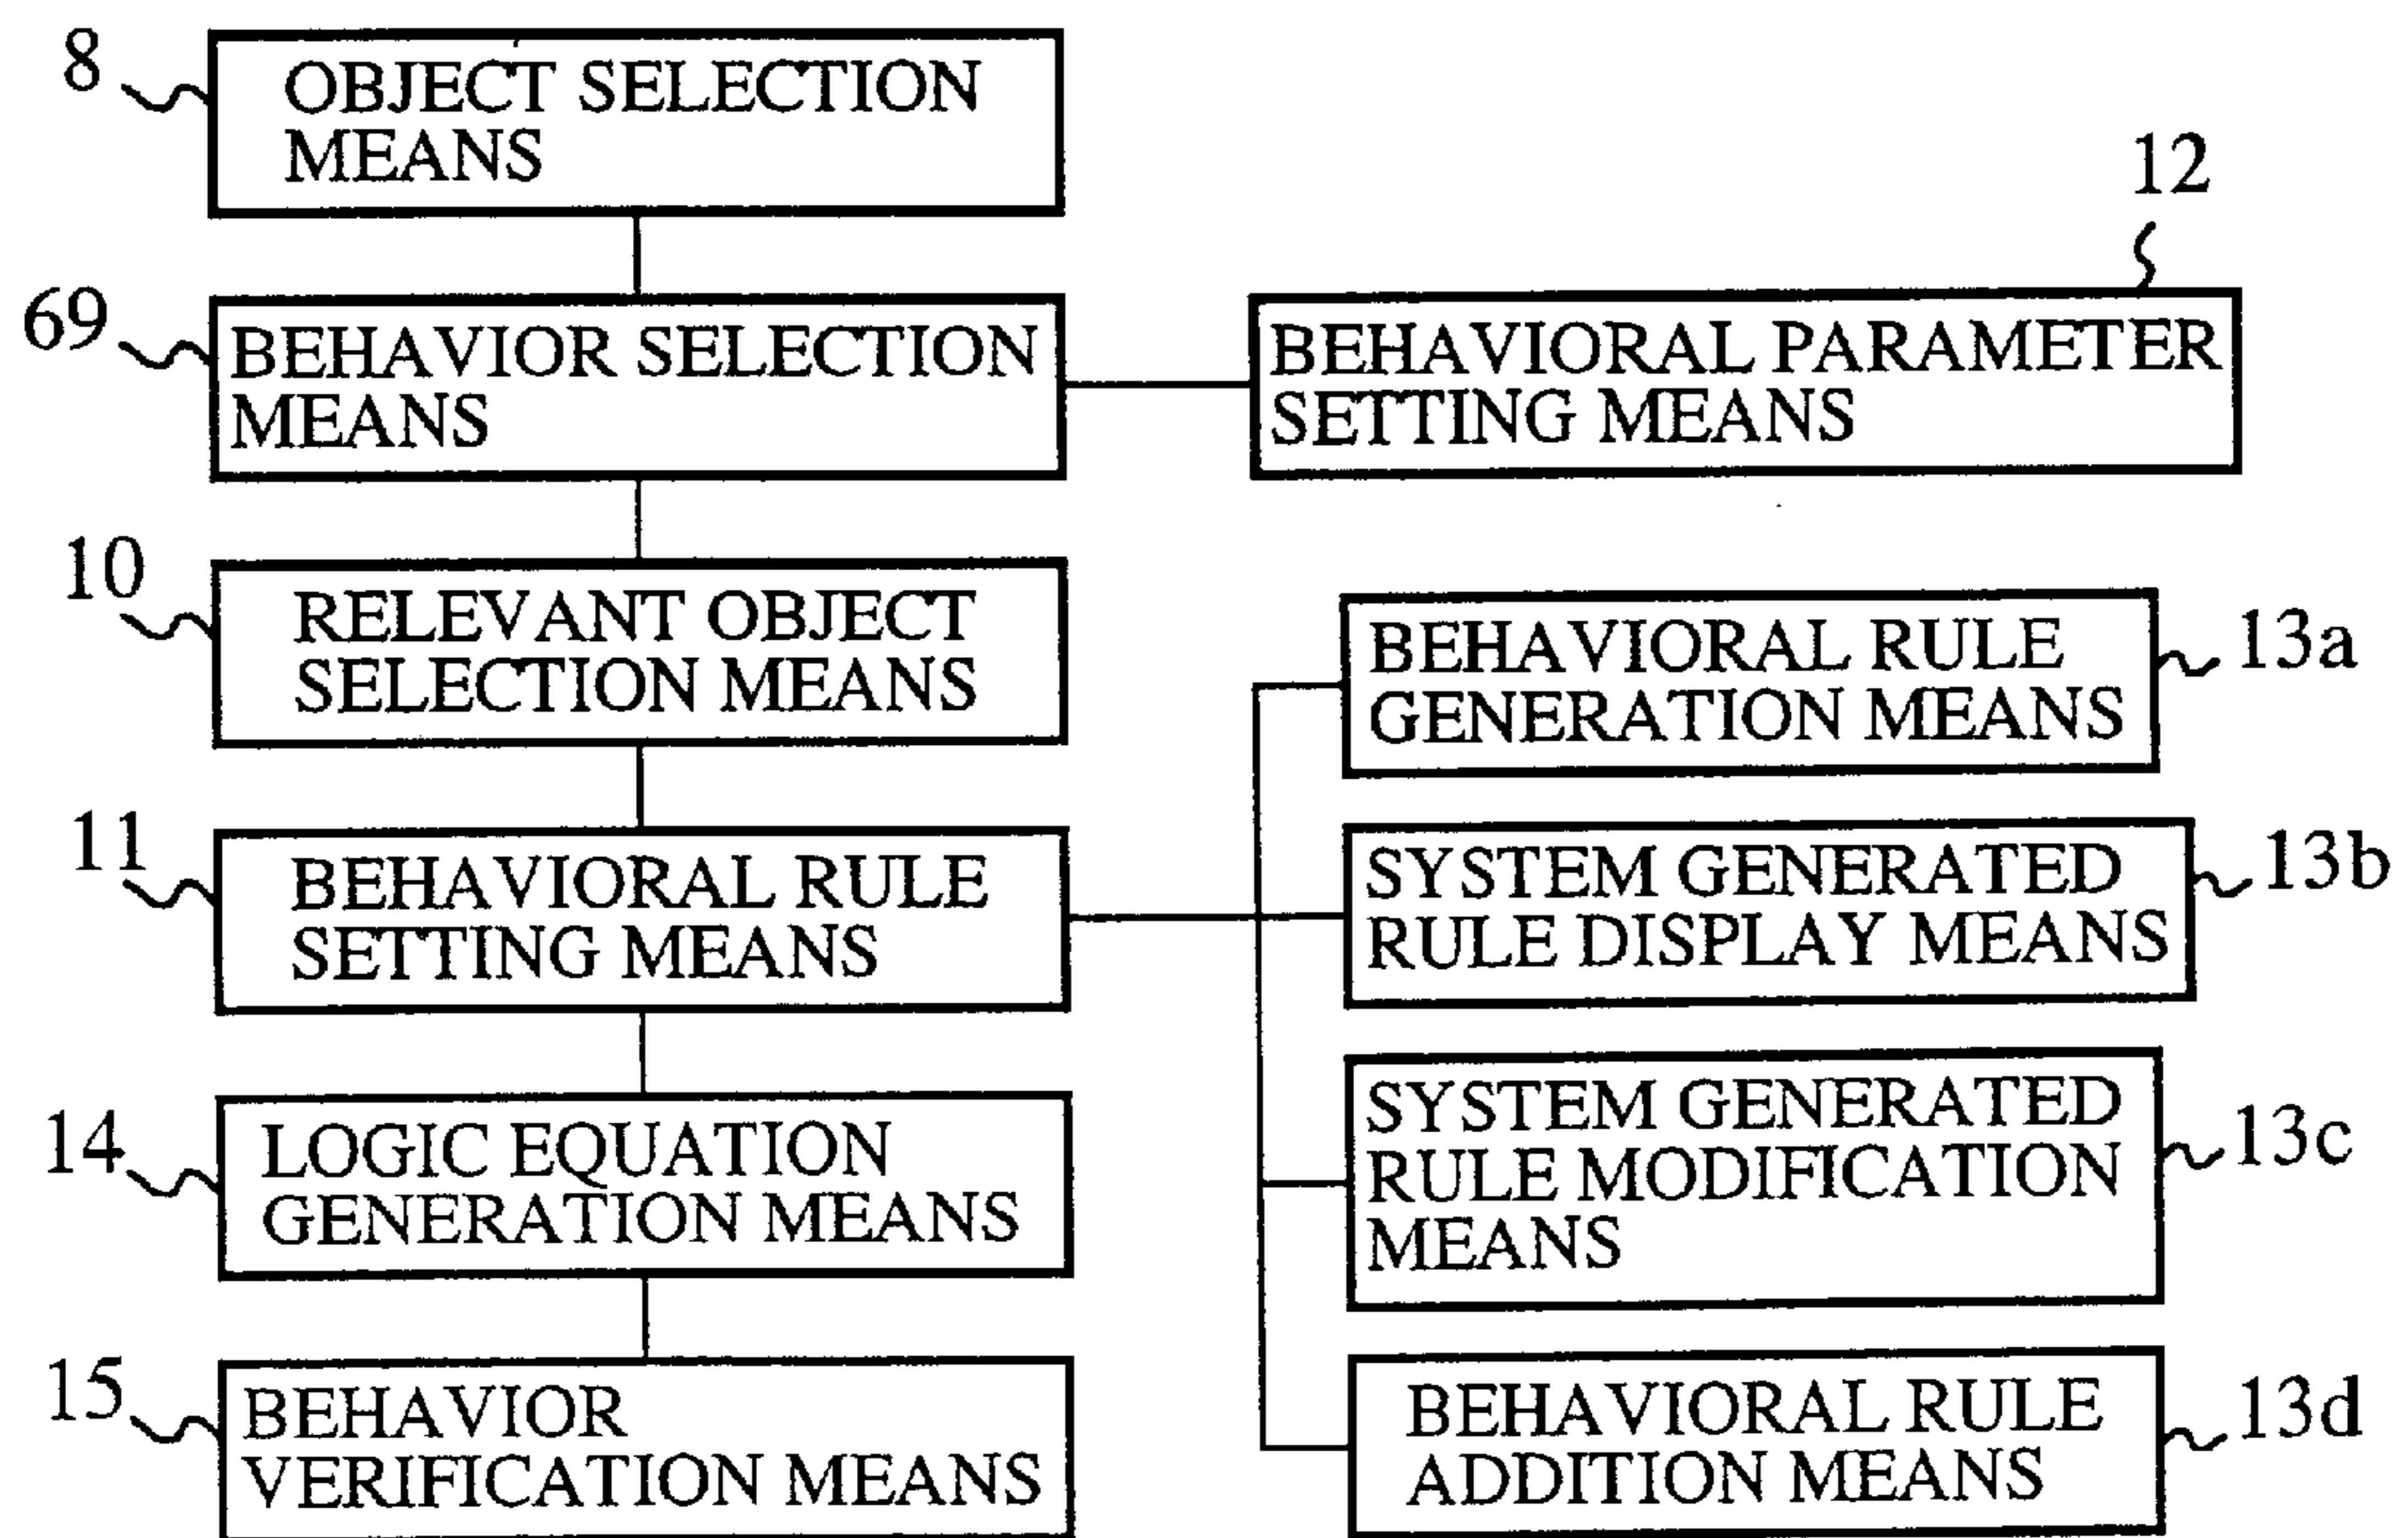 8
OBJECT SELECTION
MEANS
12
69
BEHAVIOR SELECTION
MEANS
BEHAVIORAL PARAMETER
SETTING MEANS
10
RELEVANT OBJECT
SELECTION MEANS
BEHAVIORAL RULE
GENERATION MEANS
13a
11
BEHAVIORAL RULE
SETTING MEANS
SYSTEM GENERATED
RULE DISPLAY MEANS
13b
14
LOGIC EQUATION
GENERATION MEANS
SYSTEM GENERATED
RULE MODIFICATION
MEANS
13c
15
BEHAVIOR
VERIFICATION MEANS
BEHAVIORAL RULE
ADDITION MEANS
13d